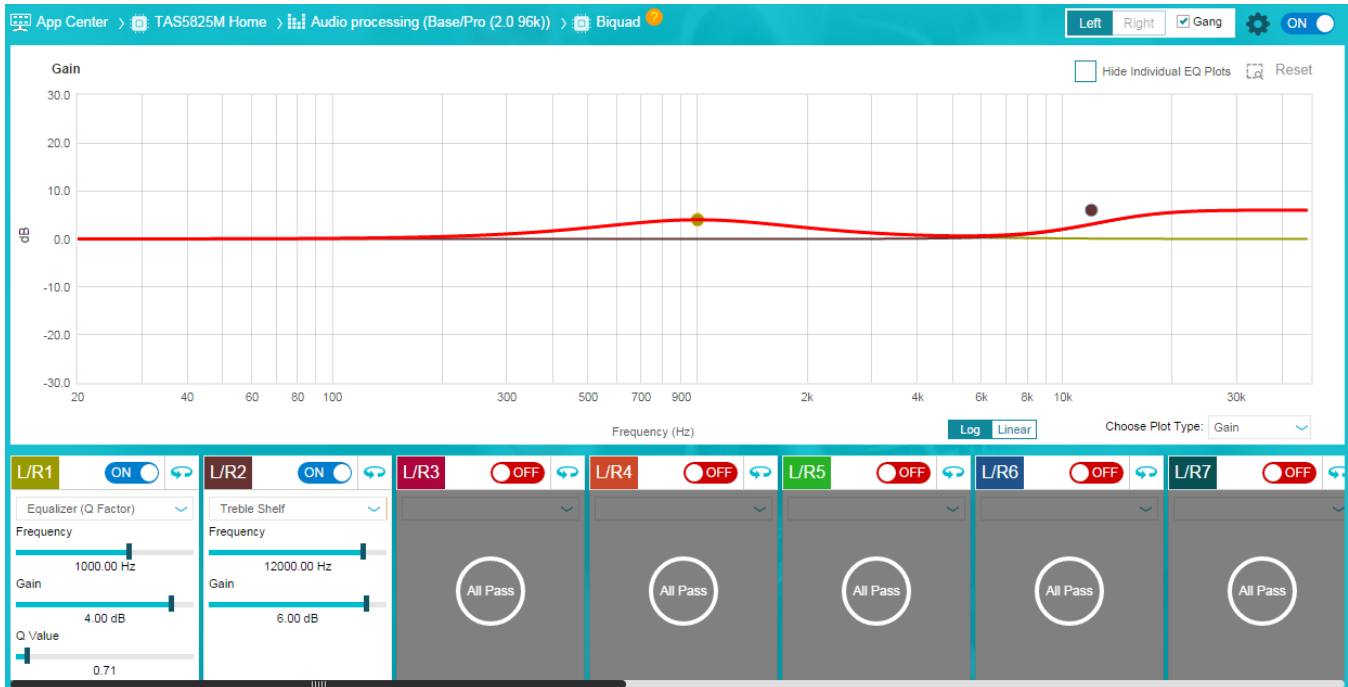 App Center > TAS5825M Home > Audio processing (Base/Pro (2.0 96k)) > Biquad ?
Left Right Gang ON
Gain
Hide Individual EQ Plots Reset
30.0
20.0
10.0
0.0
-10.0
-20.0
-30.0
dB
20 40 60 80 100 300 500 700 900 2k 4k 6k 8k 10k 30k
Frequency (Hz)
Log Linear
Choose Plot Type: Gain
L/R1 ON
Equalizer (Q Factor)
Frequency
1000.00 Hz
Gain
4.00 dB
Q Value
0.71
L/R2 ON
Treble Shelf
Frequency
12000.00 Hz
Gain
6.00 dB
L/R3 OFF
All Pass
L/R4 OFF
All Pass
L/R5 OFF
All Pass
L/R6 OFF
All Pass
L/R7 OFF
All Pass